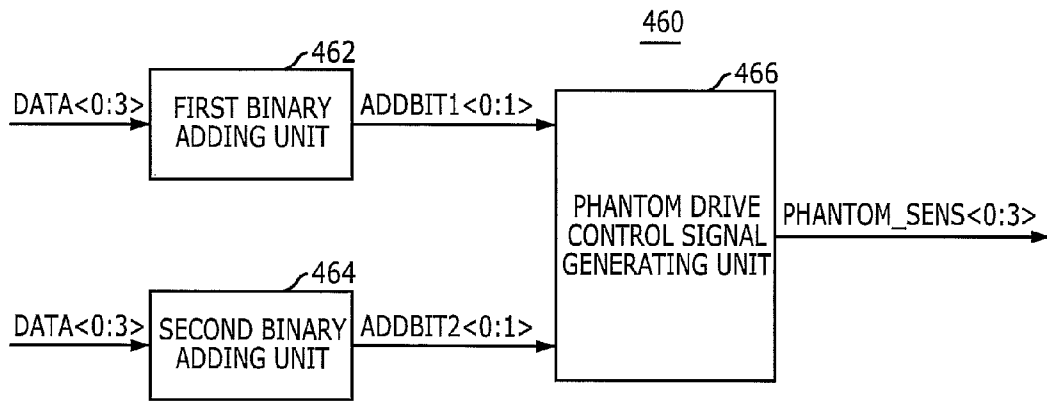 460
462
466
DATA<0:3>
FIRST BINARY
ADDING UNIT
ADDBIT1<0:1>
PHANTOM DRIVE
CONTROL SIGNAL
GENERATING UNIT
PHANTOM_SENS<0:3>
464
DATA<0:3>
SECOND BINARY
ADDING UNIT
ADDBIT2<0:1>